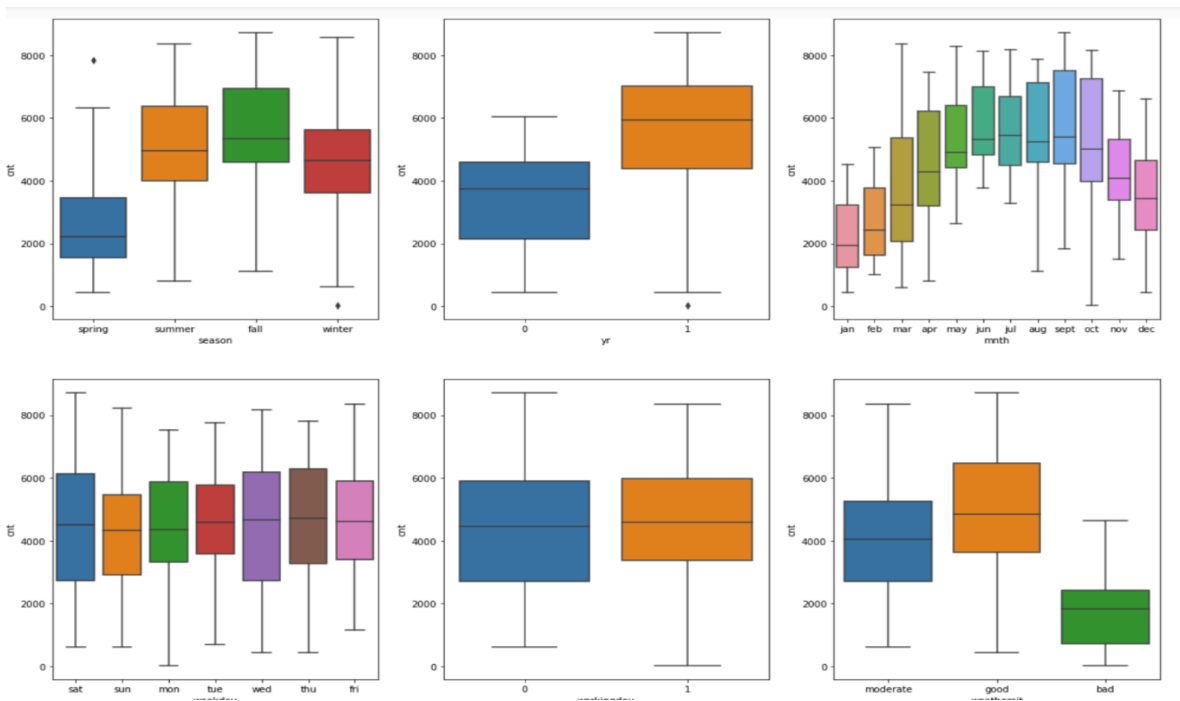 8000
6000
4000
2000
0
cnt
spring summer fall winter
season
8000
6000
4000
2000
0
cnt
0 1
yr
8000
6000
4000
2000
0
cnt
jan feb mar apr may jun jul aug sept oct nov dec
mnth
8000
6000
4000
2000
0
cnt
sat sun mon tue wed thu fri
weekday
8000
6000
4000
2000
0
cnt
0 1
workingday
8000
6000
4000
2000
0
cnt
moderate good bad
weathersit